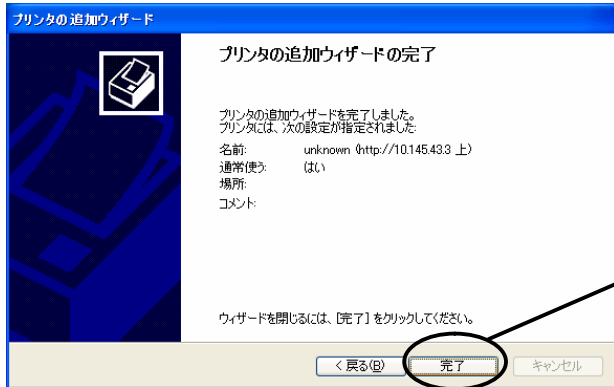 プリンタの追加ウィザード
プリンタの追加ウィザードの完了
プリンタの追加ウィザードを完了しました。
プリンタには、次の設定が指定されました:
名前: unknown (http://10.145.43.3 上)
通常使う: はい
場所:
コメント:
ウィザードを閉じるには、[完了] をクリックしてください。
< 戻る(B) 完了 キャンセル